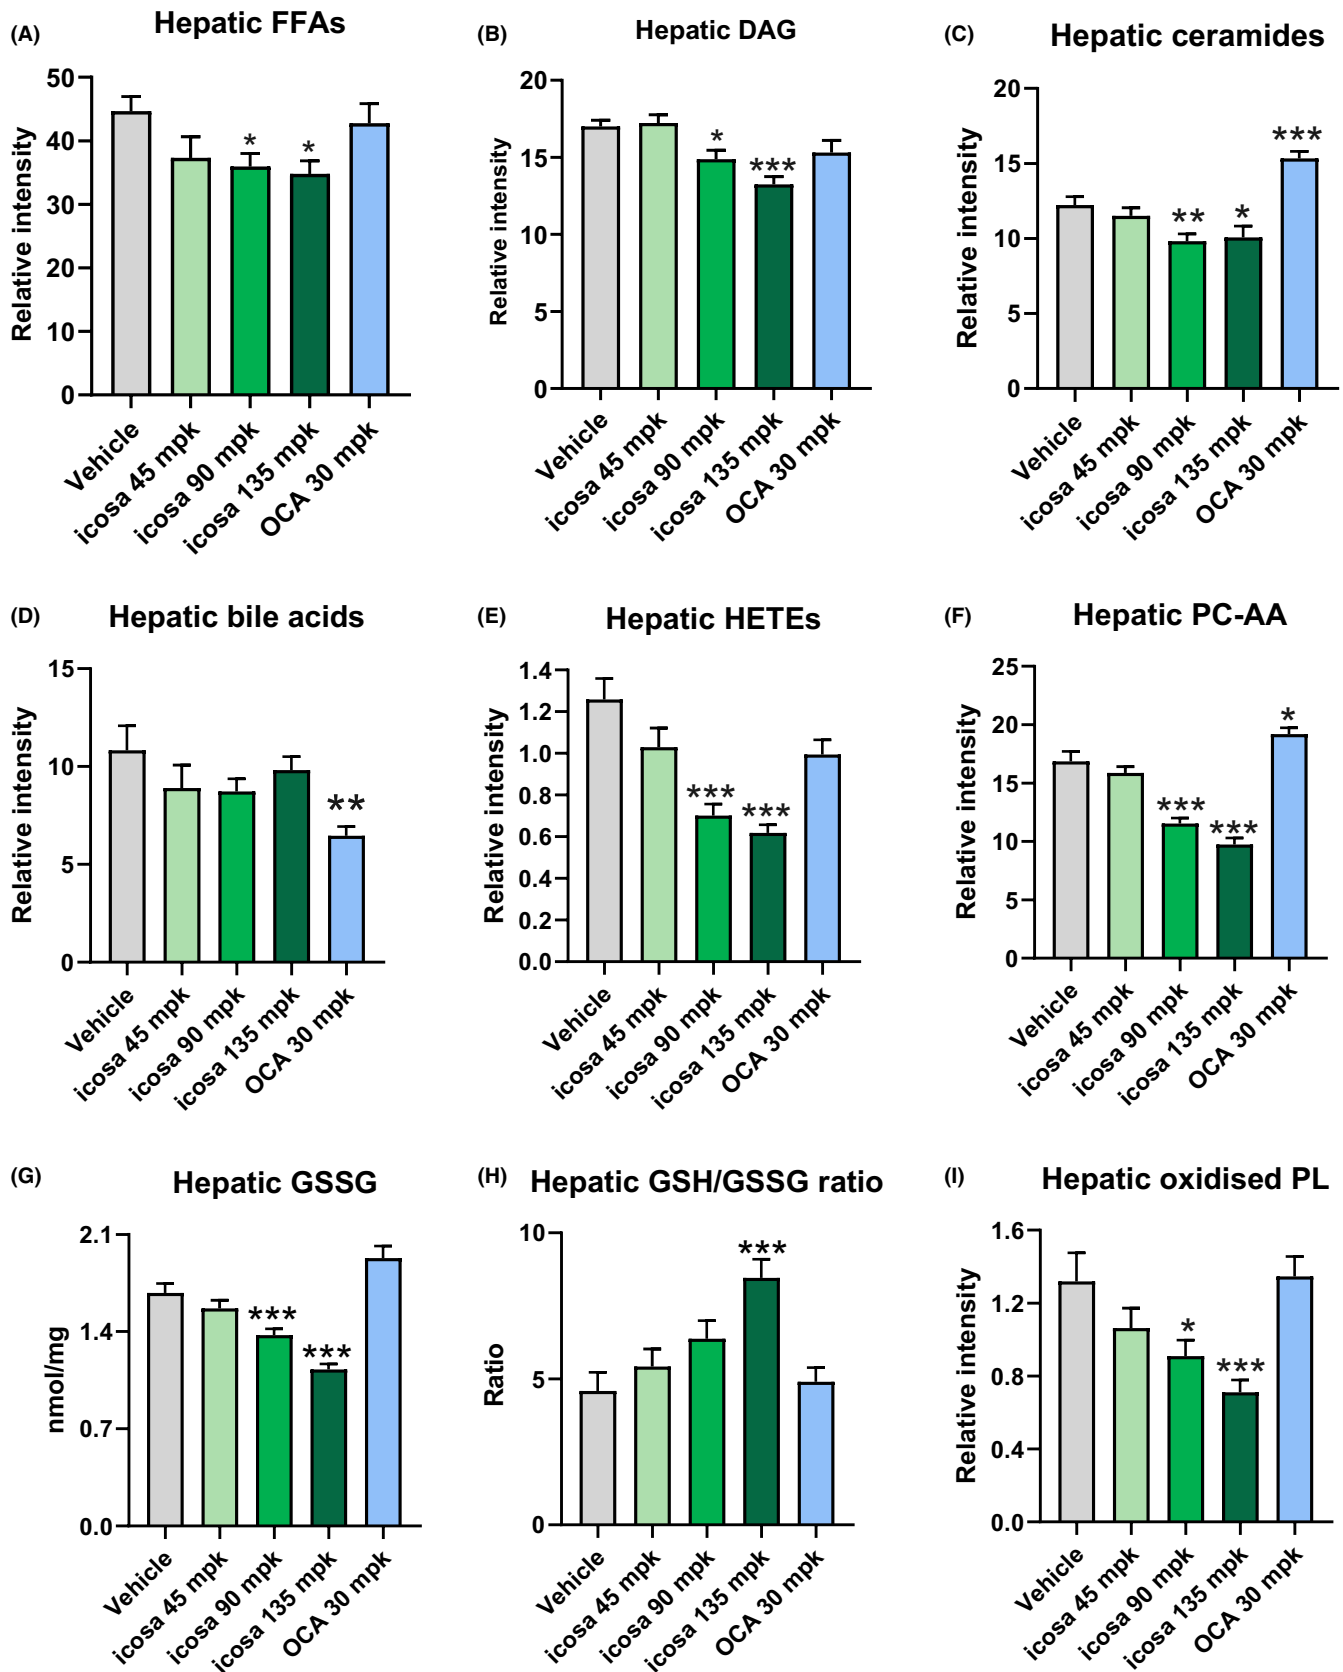 (A) Hepatic FFAs
Relative intensity
50
40
30
20
10
0
* *
Vehicle
icosa 45 mpk
icosa 90 mpk
icosa 135 mpk
OCA 30 mpk
(B) Hepatic DAG
Relative intensity
20
15
10
5
0
* ***
Vehicle
icosa 45 mpk
icosa 90 mpk
icosa 135 mpk
OCA 30 mpk
(C) Hepatic ceramides
Relative intensity
20
15
10
5
0
** * ***
Vehicle
icosa 45 mpk
icosa 90 mpk
icosa 135 mpk
OCA 30 mpk
(D) Hepatic bile acids
Relative intensity
15
10
5
0
**
Vehicle
icosa 45 mpk
icosa 90 mpk
icosa 135 mpk
OCA 30 mpk
(E) Hepatic HETEs
Relative intensity
1.4
1.2
1.0
0.8
0.6
0.4
0.2
0.0
*** ***
Vehicle
icosa 45 mpk
icosa 90 mpk
icosa 135 mpk
OCA 30 mpk
(F) Hepatic PC-AA
Relative intensity
25
20
15
10
5
0
*** *** *
Vehicle
icosa 45 mpk
icosa 90 mpk
icosa 135 mpk
OCA 30 mpk
(G) Hepatic GSSG
nmol/mg
2.1
1.4
0.7
0.0
*** ***
Vehicle
icosa 45 mpk
icosa 90 mpk
icosa 135 mpk
OCA 30 mpk
(H) Hepatic GSH/GSSG ratio
Ratio
10
5
0
***
Vehicle
icosa 45 mpk
icosa 90 mpk
icosa 135 mpk
OCA 30 mpk
(I) Hepatic oxidised PL
Relative intensity
1.6
1.2
0.8
0.4
0.0
* ***
Vehicle
icosa 45 mpk
icosa 90 mpk
icosa 135 mpk
OCA 30 mpk